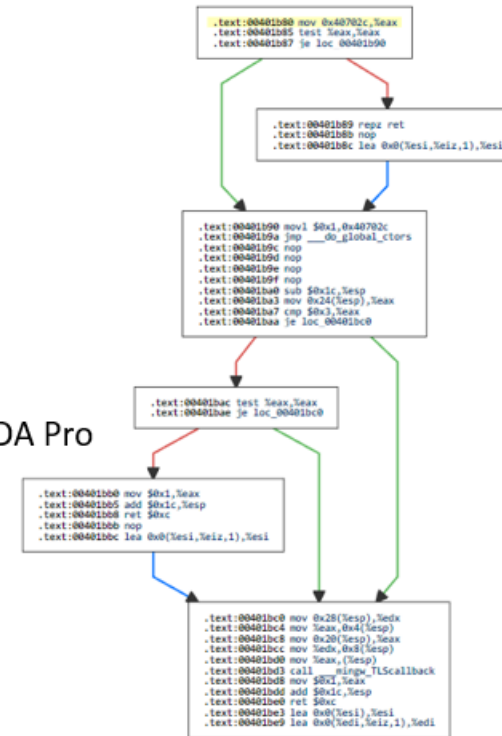 .text:00401b80 mov 0x40702c,%eax
.text:00401b85 test %eax,%eax
.text:00401b87 je loc_00401b90
.text:00401b89 repz ret
.text:00401b8b nop
.text:00401b8c lea 0x0(%esi,%eiz,1),%esi
.text:00401b90 movl $0x1,0x40702c
.text:00401b9a jmp ___do_global_ctors
.text:00401b9c nop
.text:00401b9d nop
.text:00401b9e nop
.text:00401b9f nop
.text:00401ba0 sub $0x1c,%esp
.text:00401ba3 mov 0x24(%esp),%eax
.text:00401ba7 cmp $0x3,%eax
.text:00401baa je loc_00401bc0
.text:00401bac test %eax,%eax
.text:00401bae je loc_00401bc0
DA Pro
.text:00401bb0 mov $0x1,%eax
.text:00401bb5 add $0x1c,%esp
.text:00401bb8 ret $0xc
.text:00401bbb nop
.text:00401bbc lea 0x0(%esi,%eiz,1),%esi
.text:00401bc0 mov 0x28(%esp),%edx
.text:00401bc4 mov %eax,0x4(%esp)
.text:00401bc8 mov 0x20(%esp),%eax
.text:00401bcc mov %edx,0x8(%esp)
.text:00401bd0 mov %eax,(%esp)
.text:00401bd3 call ___mingw_TLScallback
.text:00401bd8 mov $0x1,%eax
.text:00401bdd add $0x1c,%esp
.text:00401be0 ret $0xc
.text:00401be3 lea 0x0(%esi),%esi
.text:00401be9 lea 0x0(%edi,%eiz,1),%edi